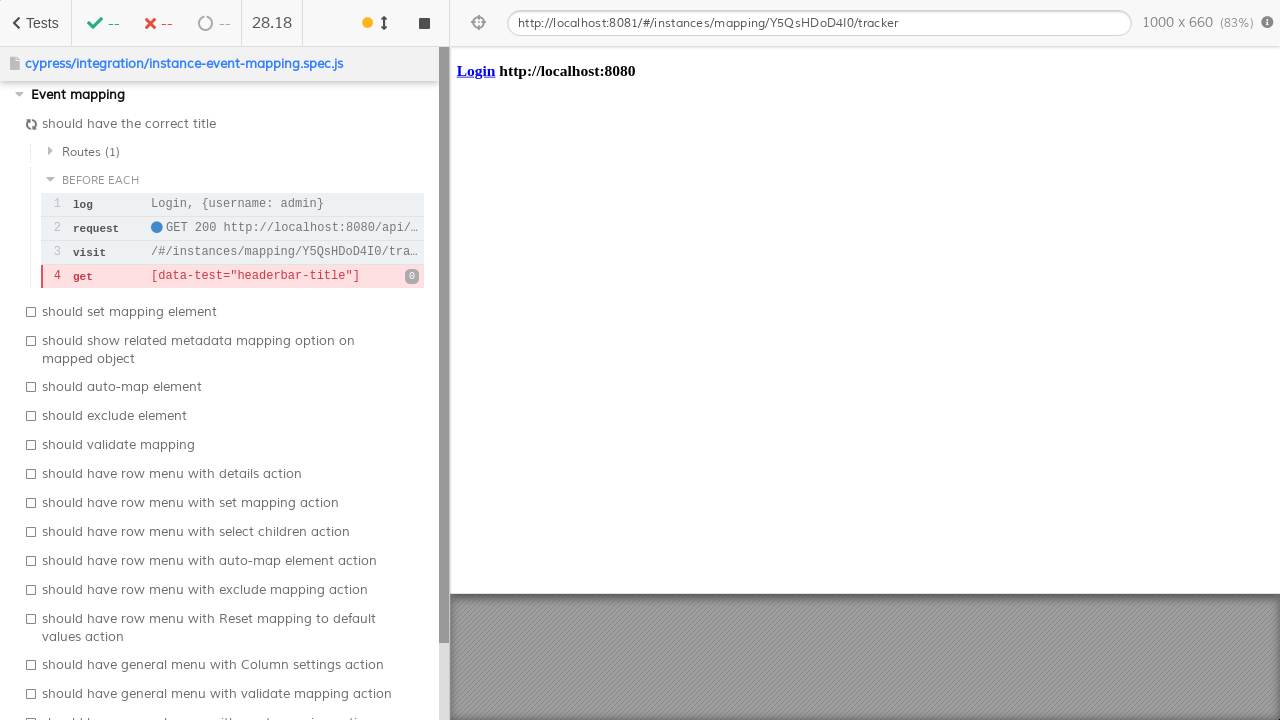 Tests -- -- -- 28.18
http://localhost:8081/#/instances/mapping/Y5QsHDoD4I0/tracker 1000 x 660 (83%)
cypress/integration/instance-event-mapping.spec.js
Login http://localhost:8080
Event mapping
should have the correct title
Routes (1)
BEFORE EACH
1 log Login, {username: admin}
2 request GET 200 http://localhost:8080/api/…
3 visit /#/instances/mapping/Y5QsHDoD4I0/tra…
4 get [data-test="headerbar-title"] 0
should set mapping element
should show related metadata mapping option on
mapped object
should auto-map element
should exclude element
should validate mapping
should have row menu with details action
should have row menu with set mapping action
should have row menu with select children action
should have row menu with auto-map element action
should have row menu with exclude mapping action
should have row menu with Reset mapping to default
values action
should have general menu with Column settings action
should have general menu with validate mapping action